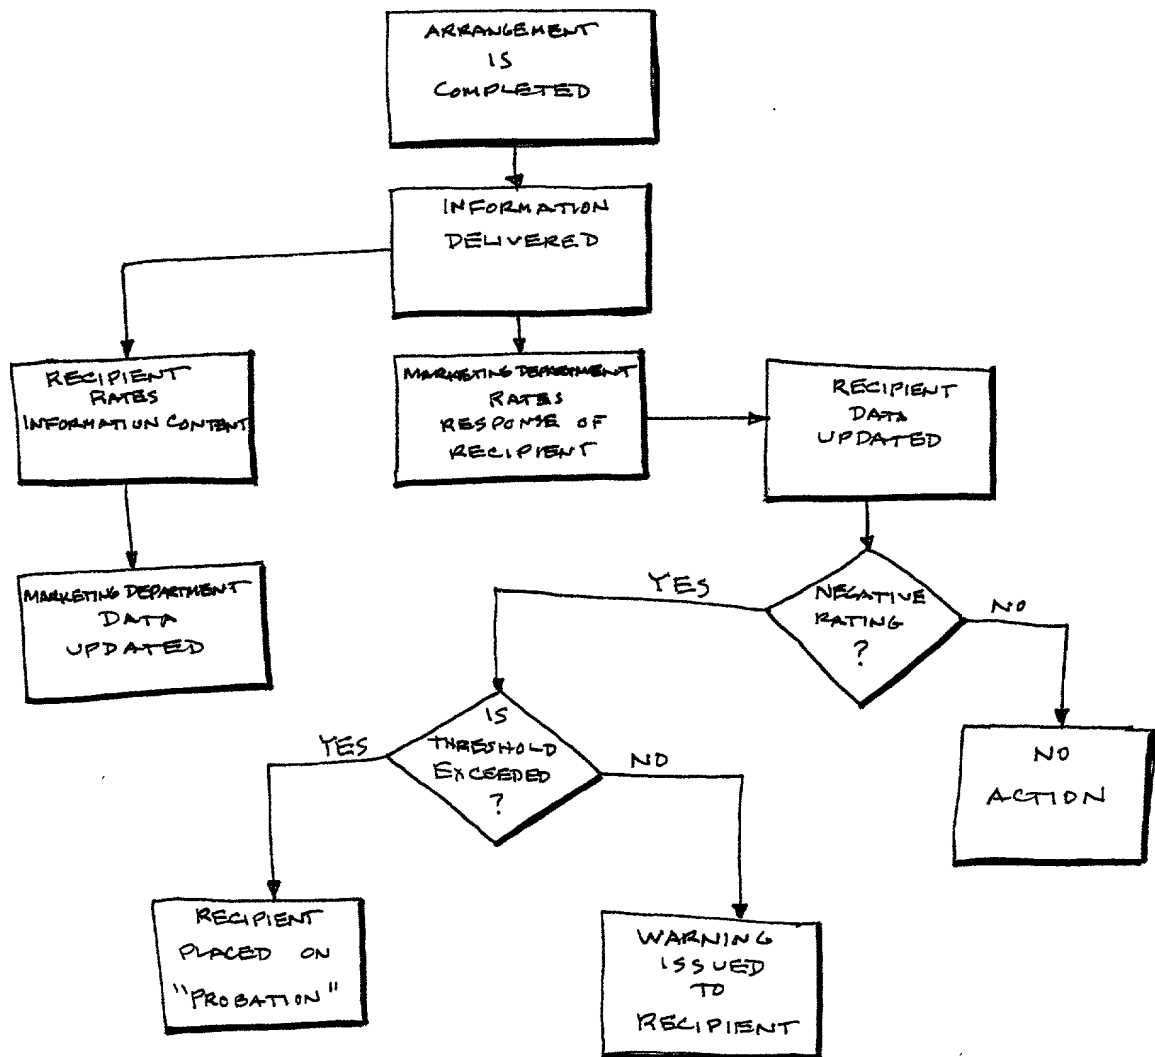 ARRANGEMENT
IS
COMPLETED
INFORMATION
DELIVERED
RECIPIENT
RATES
INFORMATION CONTENT
MARKETING DEPARTMENT
RATES
RESPONSE OF
RECIPIENT
RECIPIENT
DATA
UPDATED
MARKETING DEPARTMENT
DATA
UPDATED
YES
NEGATIVE
RATING
?
NO
YES
IS
THRESHOLD
EXCEEDED
?
NO
NO
ACTION
RECIPIENT
PLACED ON
"PROBATION"
WARNING
ISSUED
TO
RECIPIENT